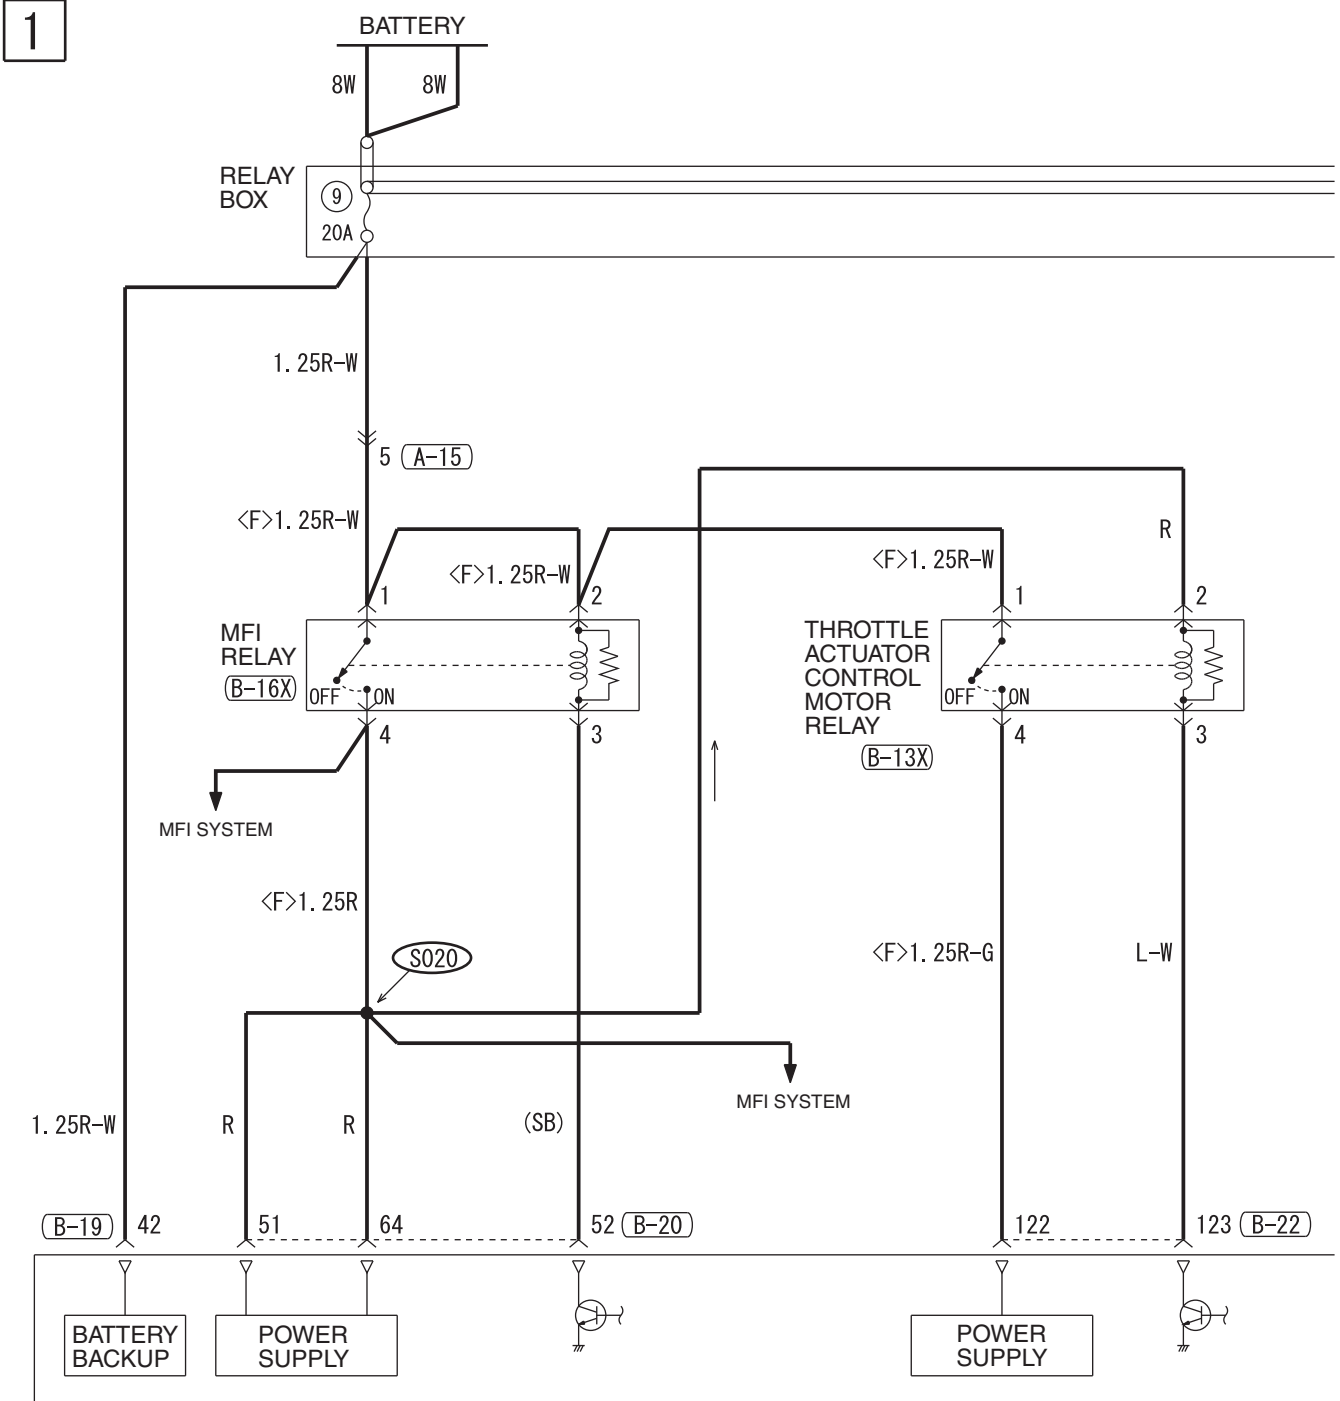 1
BATTERY
8W
8W
RELAY
BOX
9
20A
1.25R-W
5
A-15
<F>1.25R-W
<F>1.25R-W
<F>1.25R-W
R
1
2
1
2
MFI
RELAY
B-16X
OFF
ON
THROTTLE
ACTUATOR
CONTROL
MOTOR
RELAY
B-13X
OFF
ON
4
3
4
3
MFI SYSTEM
<F>1.25R
S020
<F>1.25R-G
L-W
MFI SYSTEM
1.25R-W
R
R
(SB)
B-19
42
51
64
52
B-20
122
123
B-22
BATTERY
BACKUP
POWER
SUPPLY
POWER
SUPPLY